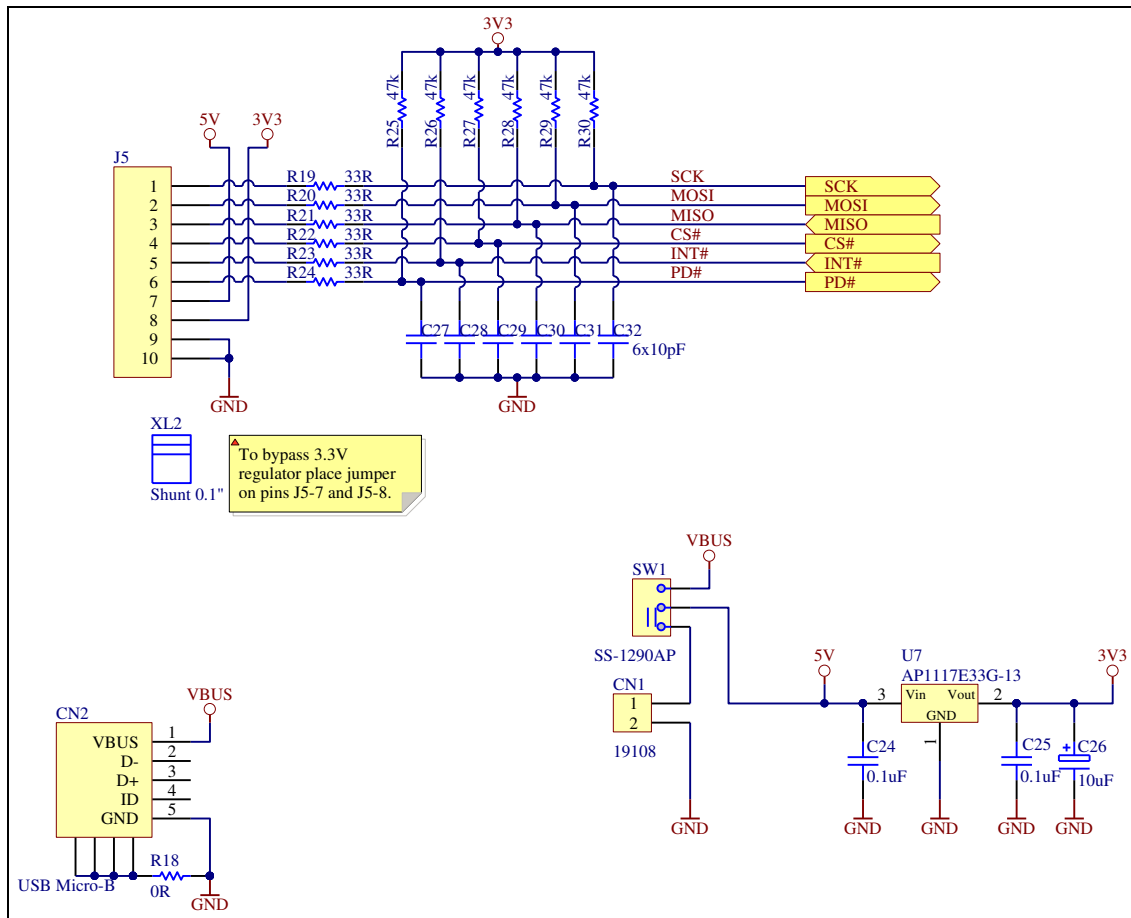 3V3
47k
47k
47k
47k
47k
47k
R25
R26
R27
R28
R29
R30
5V
3V3
J5
1
2
3
4
5
6
7
8
9
10
R19 33R
R20 33R
R21 33R
R22 33R
R23 33R
R24 33R
SCK
MOSI
MISO
CS#
INT#
PD#
SCK
MOSI
MISO
CS#
INT#
PD#
C27
C28
C29
C30
C31
C32
6x10pF
GND
GND
XL2
Shunt 0.1"
To bypass 3.3V
regulator place jumper
on pins J5-7 and J5-8.
VBUS
SW1
SS-1290AP
CN1
1
2
19108
GND
5V
U7
AP1117E33G-13
3V3
3
Vin
Vout
2
GND
1
C24
0.1uF
C25
0.1uF
+
C26
10uF
GND
GND
GND
GND
VBUS
CN2
VBUS 1
D- 2
D+ 3
ID 4
GND 5
R18
0R
USB Micro-B
GND